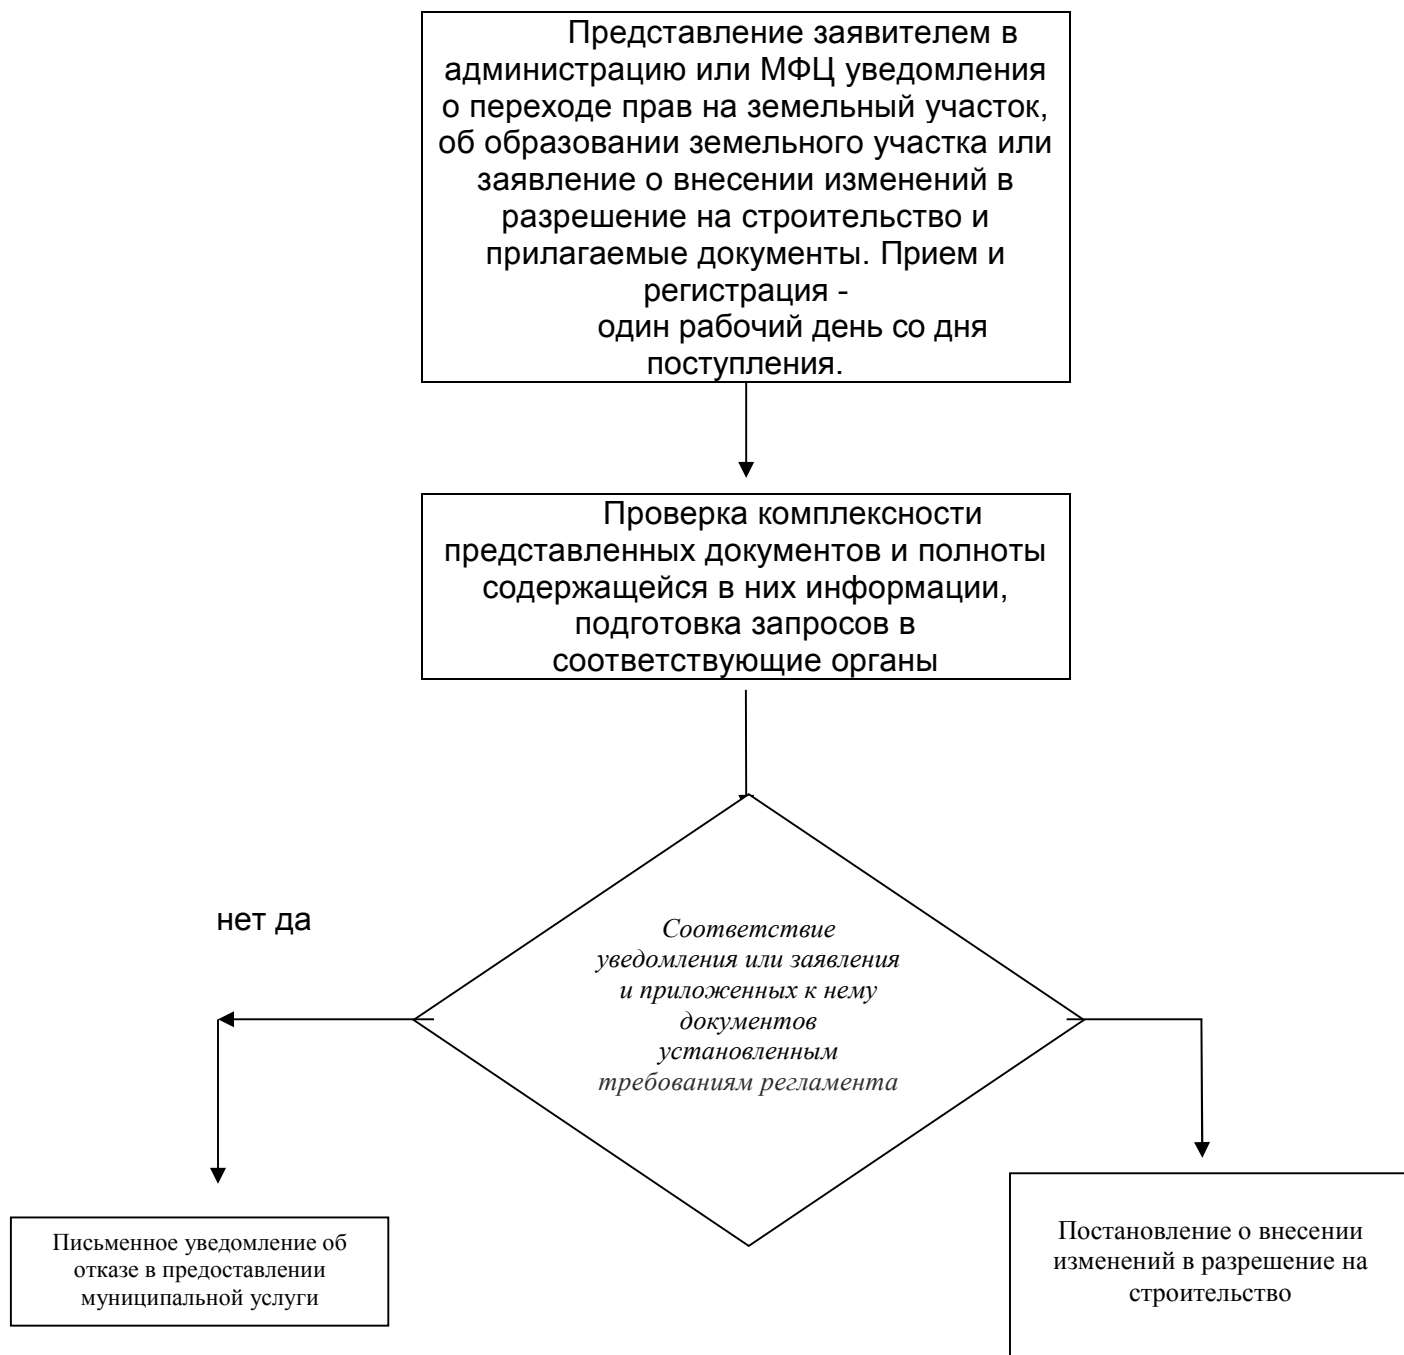 Представление заявителем в
администрацию или МФЦ уведомления
о переходе прав на земельный участок,
об образовании земельного участка или
заявление о внесении изменений в
разрешение на строительство и
прилагаемые документы. Прием и
регистрация -
один рабочий день со дня
поступления.
Проверка комплексности
представленных документов и полноты
содержащейся в них информации,
подготовка запросов в
соответствующие органы
нет да
Соответствие
уведомления или заявления
и приложенных к нему
документов
установленным
требованиям регламента
Письменное уведомление об
отказе в предоставлении
муниципальной услуги
Постановление о внесении
изменений в разрешение на
строительство